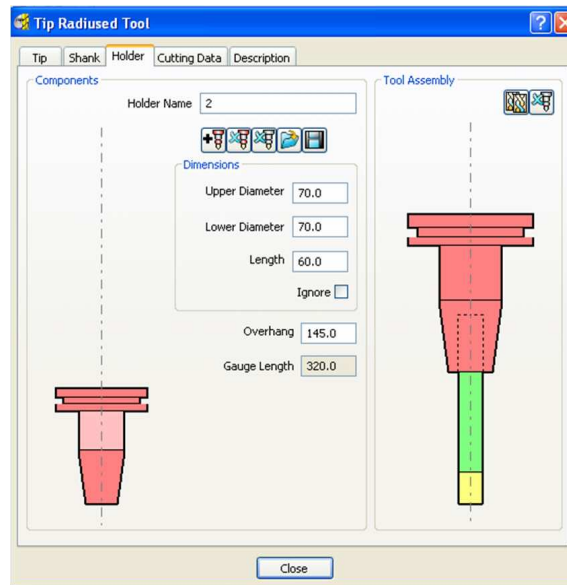 Tip Radiused Tool
Tip Shank Holder Cutting Data Description
Components
Holder Name 2
Dimensions
Upper Diameter 70.0
Lower Diameter 70.0
Length 60.0
Ignore
Overhang 145.0
Gauge Length 320.0
Tool Assembly
Close